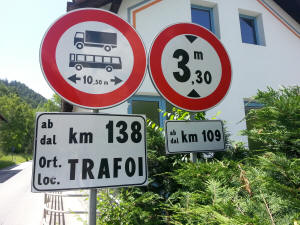 10,50 m
3 m
,30
ab
dal km 138
Ort.
loc. TRAFOI
ab
dal km 109